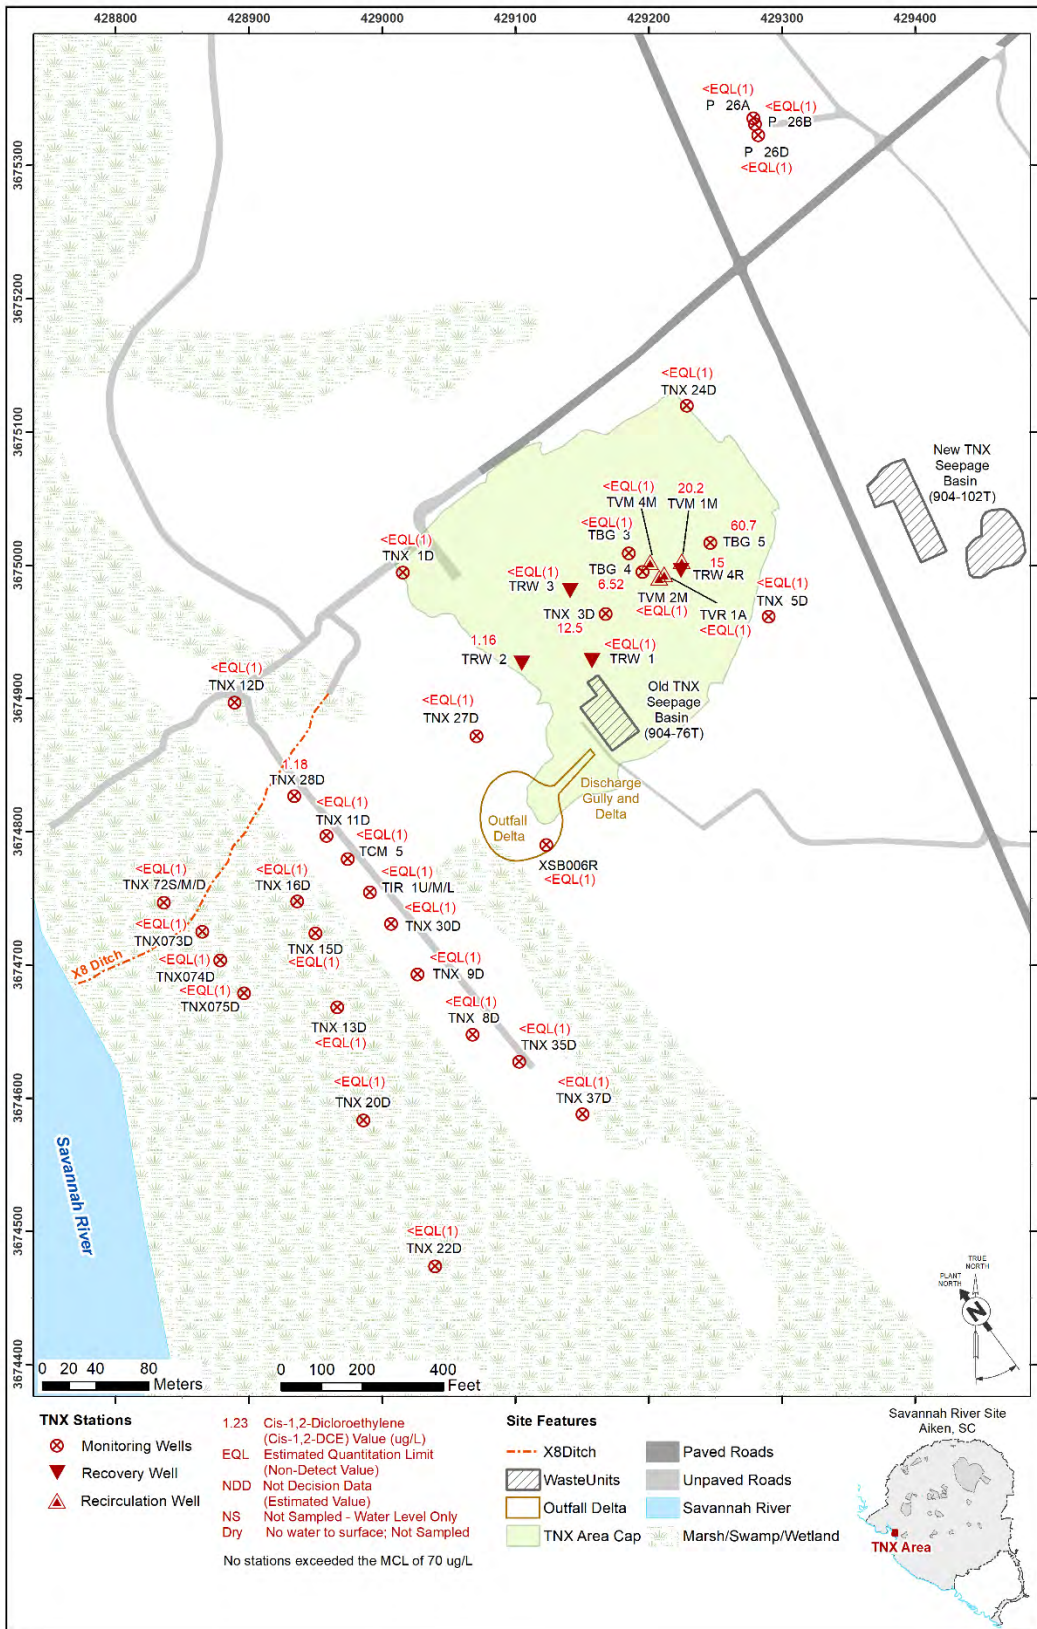 428800
428900
429000
429100
429200
429300
429400
3675300
3675200
3675100
3675000
3674900
3674800
3674700
3674600
3674500
3674400
<EQL(1)
P 26A
<EQL(1)
P 26B
P 26D
<EQL(1)
<EQL(1)
TNX 24D
New TNX
Seepage
Basin
(904-102T)
<EQL(1)
TVM 4M
20.2
TVM 1M
<EQL(1)
TBG 3
60.7
TBG 5
<EQL(1)
TNX 1D
TBG 4
6.52
15
TRW 4R
<EQL(1)
TRW 3
<EQL(1)
TNX 5D
TVM 2M
<EQL(1)
TVR 1A
<EQL(1)
TNX 3D
12.5
1.16
TRW 2
<EQL(1)
TRW 1
<EQL(1)
TNX 12D
Old TNX
Seepage
Basin
(904-76T)
<EQL(1)
TNX 27D
1.18
TNX 28D
Discharge
Gully and
Delta
Outfall
Delta
<EQL(1)
TNX 11D
<EQL(1)
TCM 5
XSB006R
<EQL(1)
<EQL(1)
TNX 72S/M/D
<EQL(1)
TNX 16D
<EQL(1)
TIR 1U/M/L
<EQL(1)
TNX 30D
<EQL(1)
TNX073D
TNX 15D
<EQL(1)
<EQL(1)
TNX074D
X8 Ditch
<EQL(1)
TNX 9D
<EQL(1)
TNX075D
<EQL(1)
TNX 8D
TNX 13D
<EQL(1)
<EQL(1)
TNX 35D
<EQL(1)
TNX 20D
<EQL(1)
TNX 37D
Savannah River
<EQL(1)
TNX 22D
TRUE
NORTH
PLANT
NORTH
N
0 20 40 80
Meters
0 100 200 400
Feet
TNX Stations
Monitoring Wells
Recovery Well
Recirculation Well
1.23 Cis-1,2-Dicloroethylene
(Cis-1,2-DCE) Value (ug/L)
EQL Estimated Quantitation Limit
(Non-Detect Value)
NDD Not Decision Data
(Estimated Value)
NS Not Sampled - Water Level Only
Dry No water to surface; Not Sampled
No stations exceeded the MCL of 70 ug/L
Site Features
X8Ditch
WasteUnits
Outfall Delta
TNX Area Cap
Paved Roads
Unpaved Roads
Savannah River
Marsh/Swamp/Wetland
Savannah River Site
Aiken, SC
TNX Area